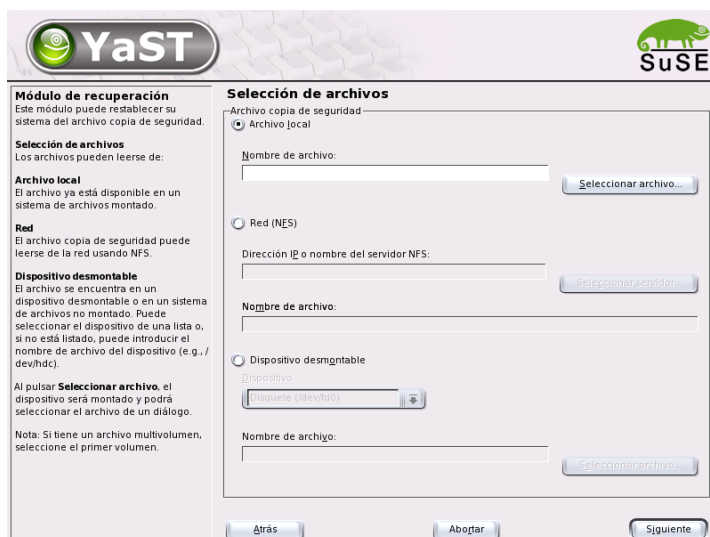 YaST
SuSE
Módulo de recuperación
Este módulo puede restablecer su
sistema del archivo copia de seguridad.
Selección de archivos
Los archivos pueden leerse de:
Archivo local
El archivo ya está disponible en un
sistema de archivos montado.
Red
El archivo copia de seguridad puede
leerse de la red usando NFS.
Dispositivo desmontable
El archivo se encuentra en un
dispositivo desmontable o en un sistema
de archivos no montado. Puede
seleccionar el dispositivo de una lista o,
si no está listado, puede introducir el
nombre de archivo del dispositivo (e.g., /
dev/hdc).
Al pulsar Seleccionar archivo, el
dispositivo será montado y podrá
seleccionar el archivo de un diálogo.
Nota: Si tiene un archivo multivolumen,
seleccione el primer volumen.
Selección de archivos
Archivo copia de seguridad
Archivo local
Nombre de archivo:
Seleccionar archivo...
Red (NFS)
Dirección IP o nombre del servidor NFS:
Seleccionar servidor
Nombre de archivo:
Dispositivo desmontable
Dispositivo
Disquete (/dev/fd0)
Nombre de archivo:
Seleccionar archivo...
Atrás
Abortar
Siguiente